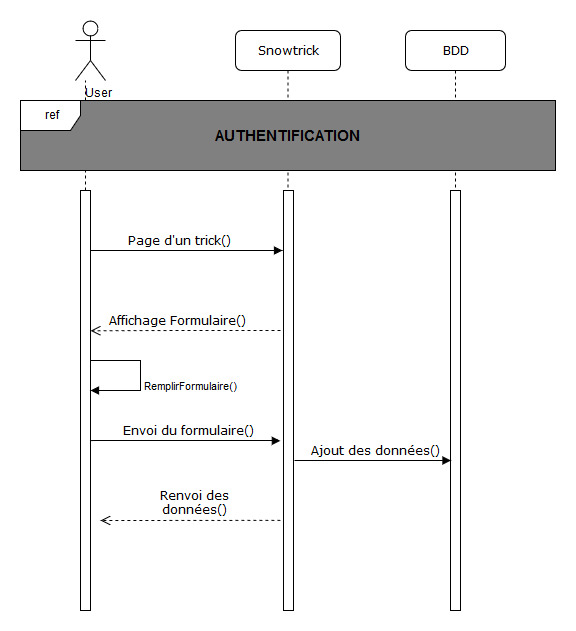 Snowtrick
BDD
User
ref
AUTHENTIFICATION
Page d'un trick()
Affichage Formulaire()
RemplirFormulaire()
Envoi du formulaire()
Ajout des données()
Renvoi des
données()